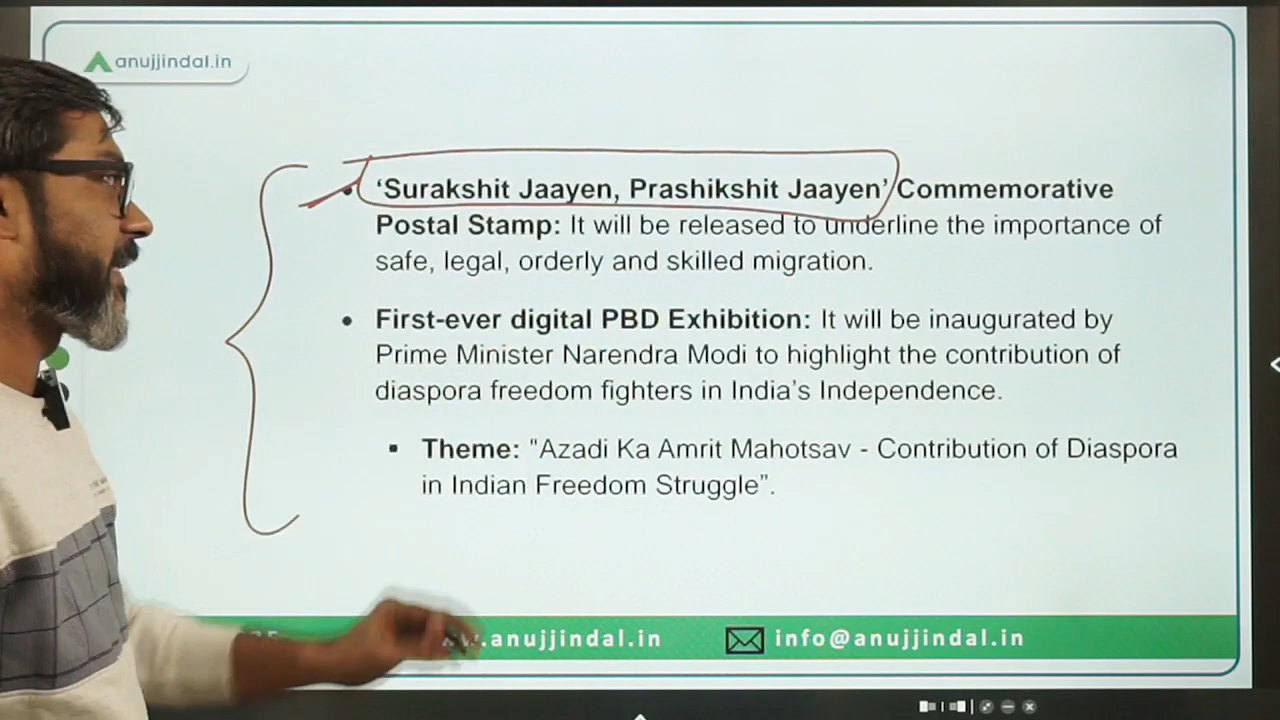 anujjindal.in
• 'Surakshit Jaayen, Prashikshit Jaayen' Commemorative
Postal Stamp: It will be released to underline the importance of
safe, legal, orderly and skilled migration.
• First-ever digital PBD Exhibition: It will be inaugurated by
Prime Minister Narendra Modi to highlight the contribution of
diaspora freedom fighters in India's Independence.
▪ Theme: "Azadi Ka Amrit Mahotsav - Contribution of Diaspora
in Indian Freedom Struggle”.
.anujjindal.in info@anujjindal.in